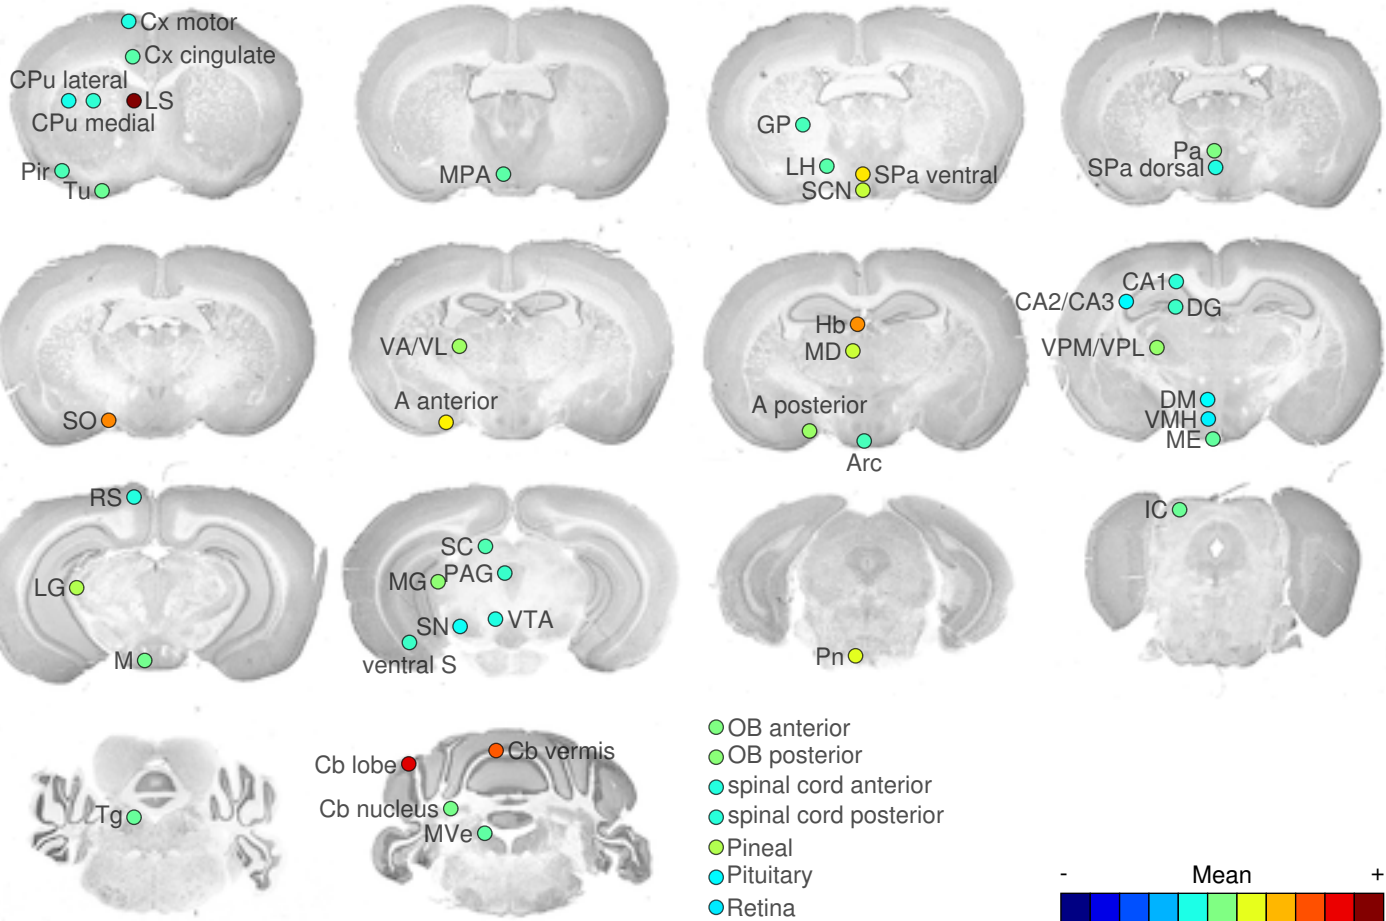 Cx motor
Cx cingulate
CPu lateral
LS
CPu medial
Pir
Tu
MPA
GP
LH
SPa ventral
SCN
Pa
SPa dorsal
SO
VA/VL
A anterior
Hb
MD
A posterior
Arc
CA1
CA2/CA3
DG
VPM/VPL
DM
VMH
ME
RS
LG
M
SC
MG
PAG
SN
VTA
ventral S
Pn
IC
Tg
Cb lobe
Cb vermis
Cb nucleus
MVe
OB anterior
OB posterior
spinal cord anterior
spinal cord posterior
Pineal
Pituitary
Retina
- Mean +